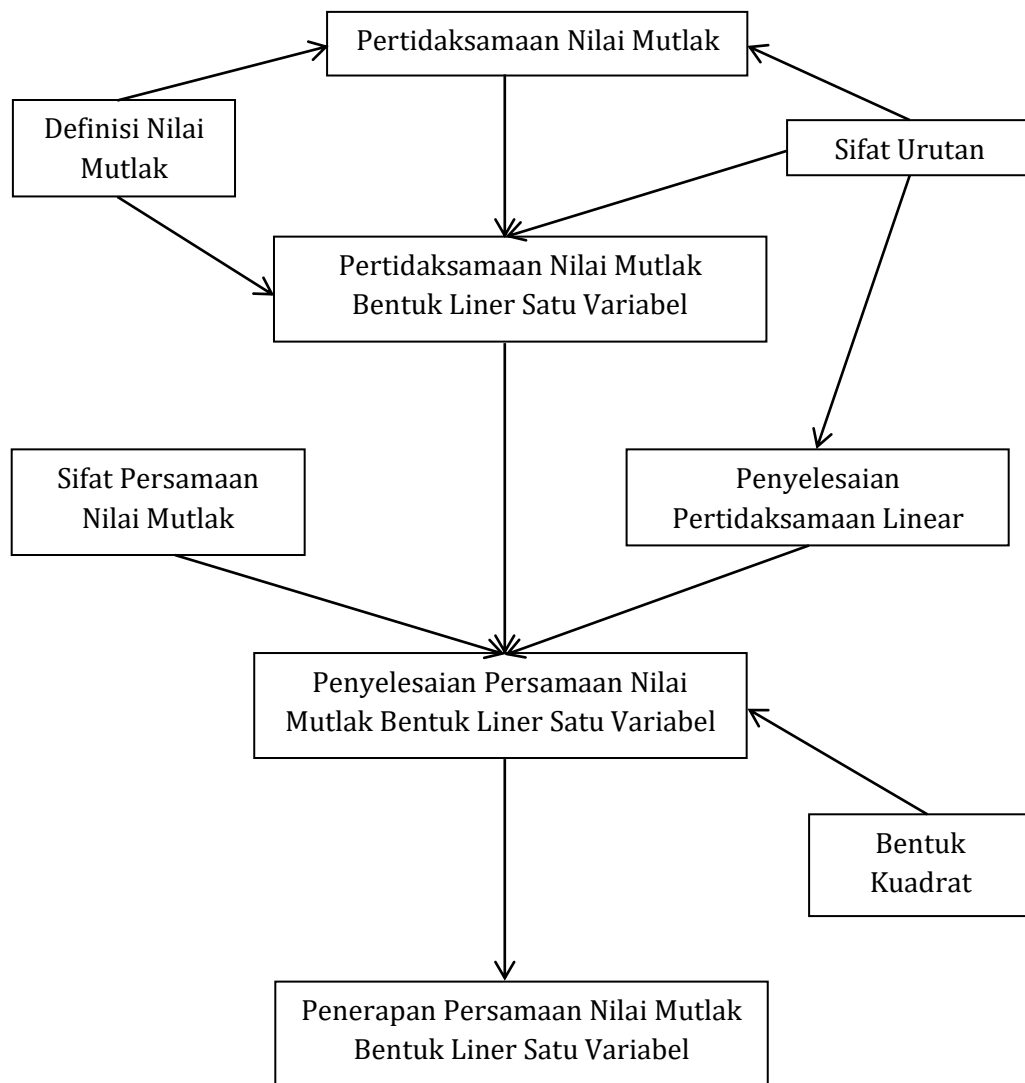 Pertidaksamaan Nilai Mutlak
Definisi Nilai
Mutlak
Sifat Urutan
Pertidaksamaan Nilai Mutlak
Bentuk Liner Satu Variabel
Sifat Persamaan
Nilai Mutlak
Penyelesaian
Pertidaksamaan Linear
Penyelesaian Persamaan Nilai
Mutlak Bentuk Liner Satu Variabel
Bentuk
Kuadrat
Penerapan Persamaan Nilai Mutlak
Bentuk Liner Satu Variabel